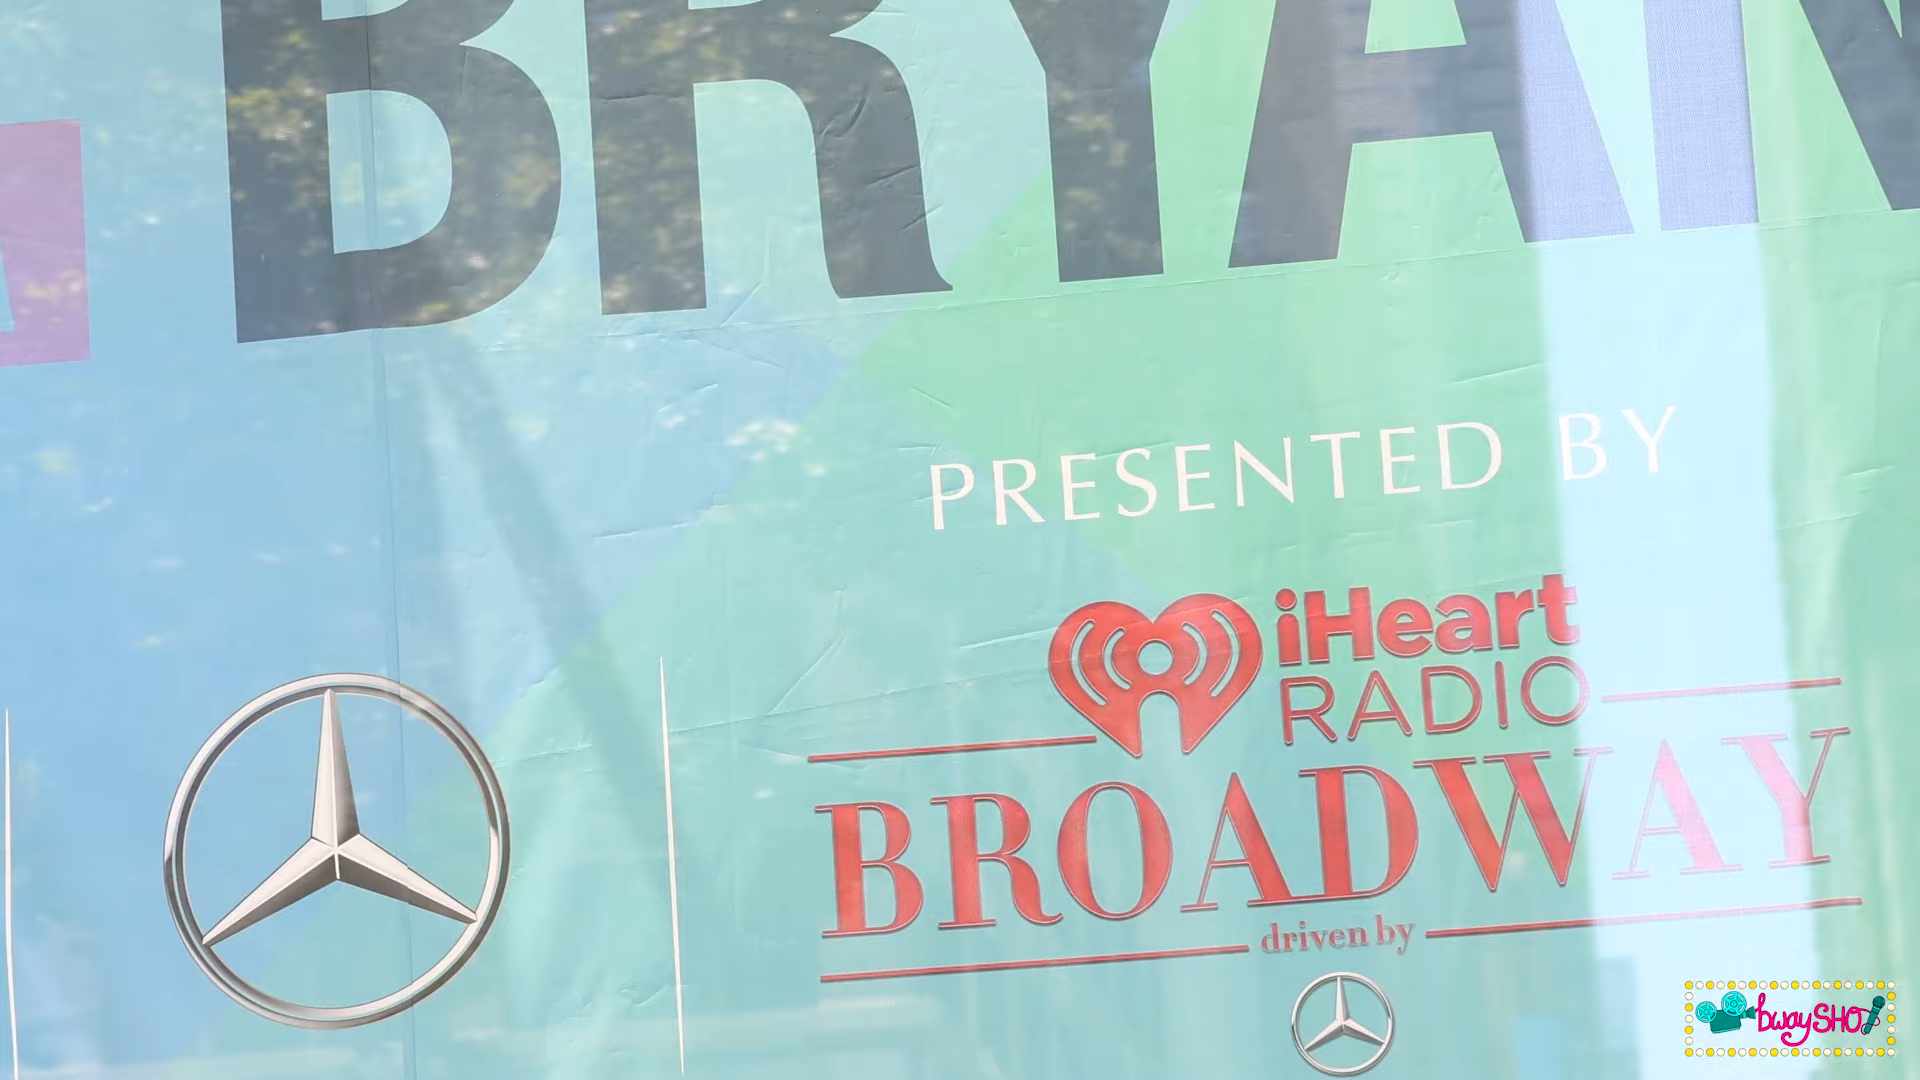 BRYAN
PRESENTED BY
iHeart
RADIO
BROADWAY
driven by
bwaySHO!